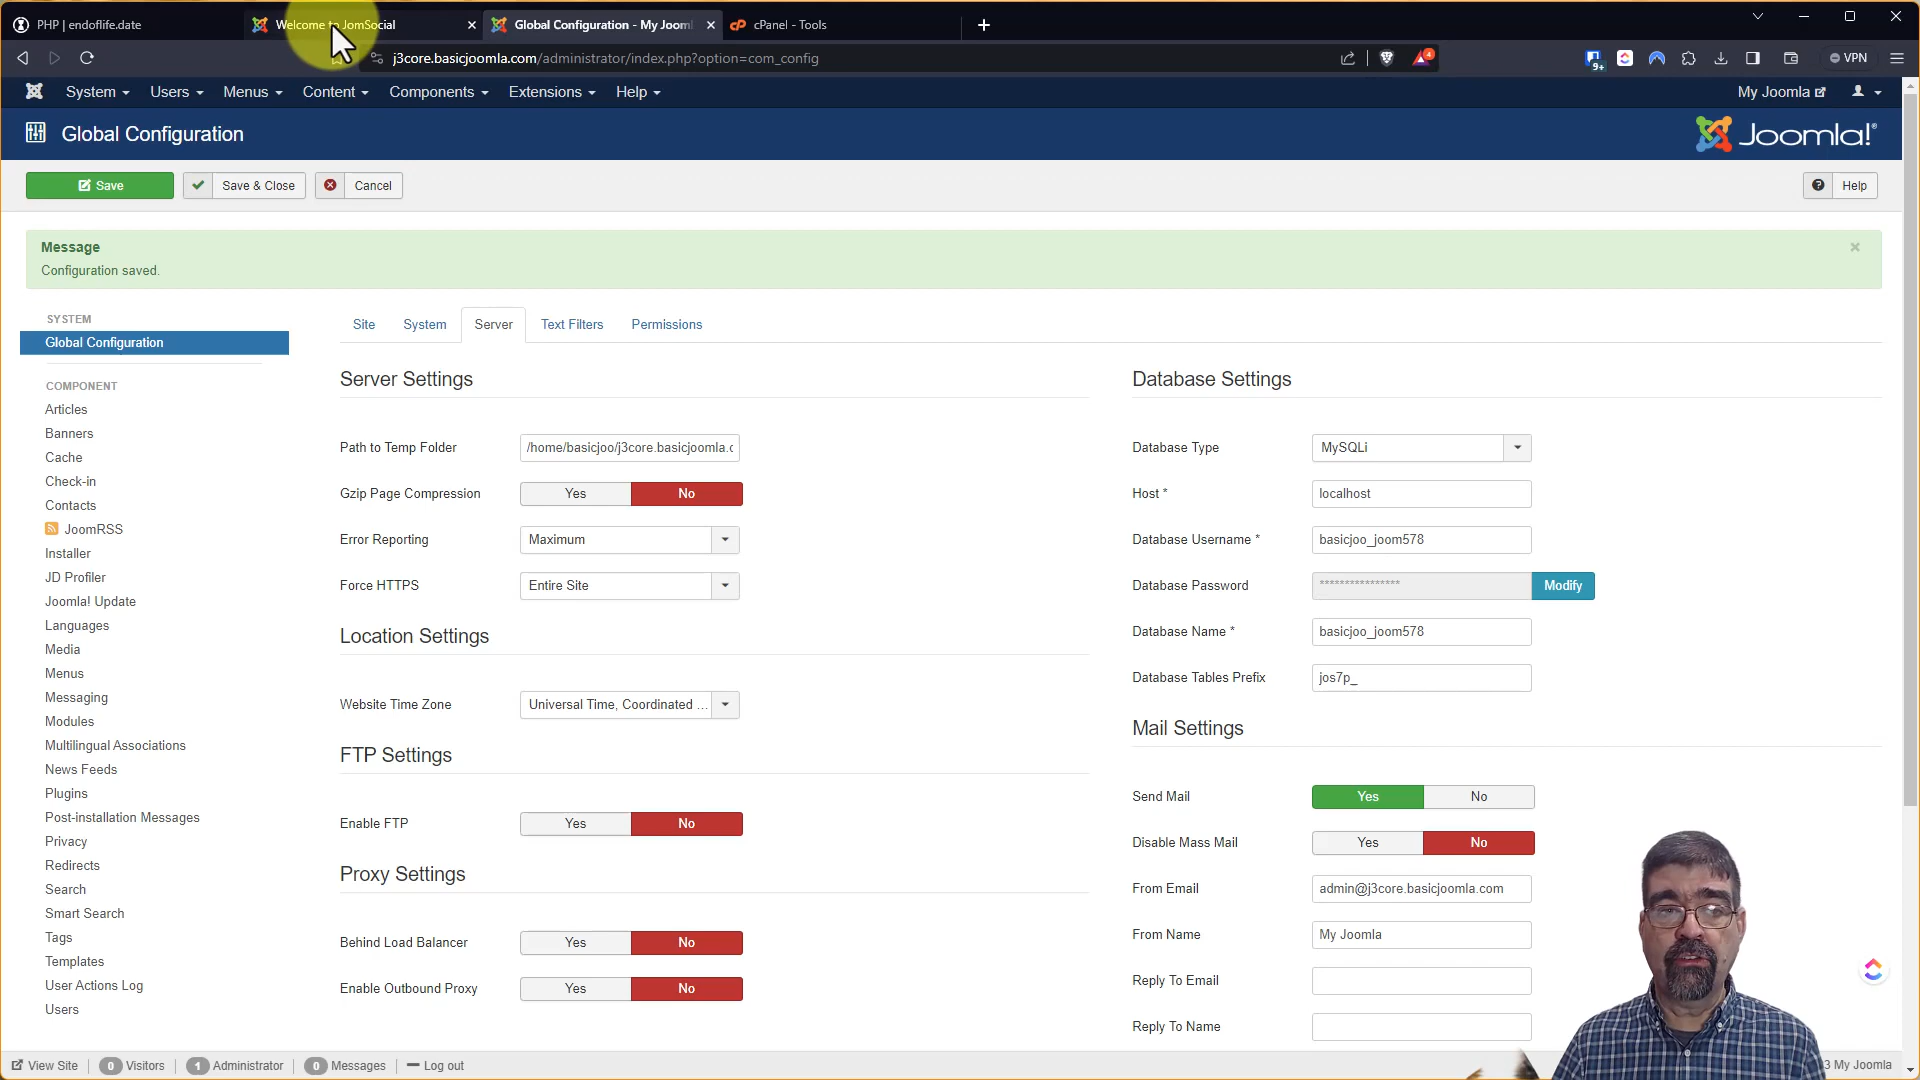 PHP | endoflife.date
Welcome to JomSocial
Global Configuration - My Jooml
cPanel - Tools
j3core.basicjoomla.com/administrator/index.php?option=com_config
9+
4
VPN
System Users Menus Content Components Extensions Help
My Joomla
Global Configuration
Joomla!®
Save
Save & Close
Cancel
Help
Message
Configuration saved.
SYSTEM
Global Configuration
COMPONENT
Articles
Banners
Cache
Check-in
Contacts
JoomRSS
Installer
JD Profiler
Joomla! Update
Languages
Media
Menus
Messaging
Modules
Multilingual Associations
News Feeds
Plugins
Post-installation Messages
Privacy
Redirects
Search
Smart Search
Tags
Templates
User Actions Log
Users
Site System Server Text Filters Permissions
Server Settings
Path to Temp Folder /home/basicjoo/j3core.basicjoomla.c
Gzip Page Compression Yes No
Error Reporting Maximum
Force HTTPS Entire Site
Location Settings
Website Time Zone Universal Time, Coordinated ...
FTP Settings
Enable FTP Yes No
Proxy Settings
Behind Load Balancer Yes No
Enable Outbound Proxy Yes No
Database Settings
Database Type MySQLi
Host * localhost
Database Username * basicjoo_joom578
Database Password **************** Modify
Database Name * basicjoo_joom578
Database Tables Prefix jos7p_
Mail Settings
Send Mail Yes No
Disable Mass Mail Yes No
From Email admin@j3core.basicjoomla.com
From Name My Joomla
Reply To Email
Reply To Name
View Site 0 Visitors 1 Administrator 0 Messages Log out
3 My Joomla